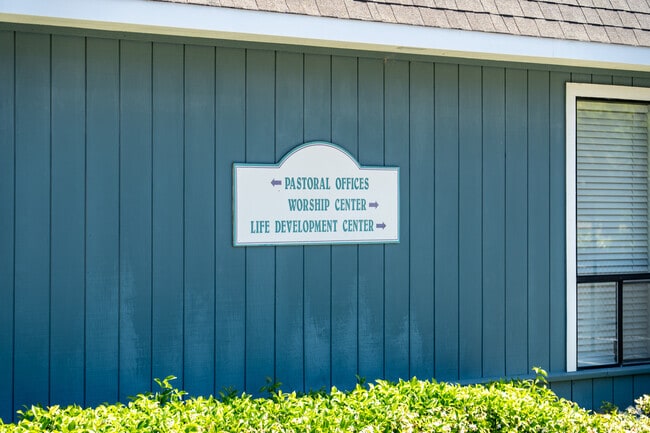 ← PASTORAL OFFICES
WORSHIP CENTER →
LIFE DEVELOPMENT CENTER →